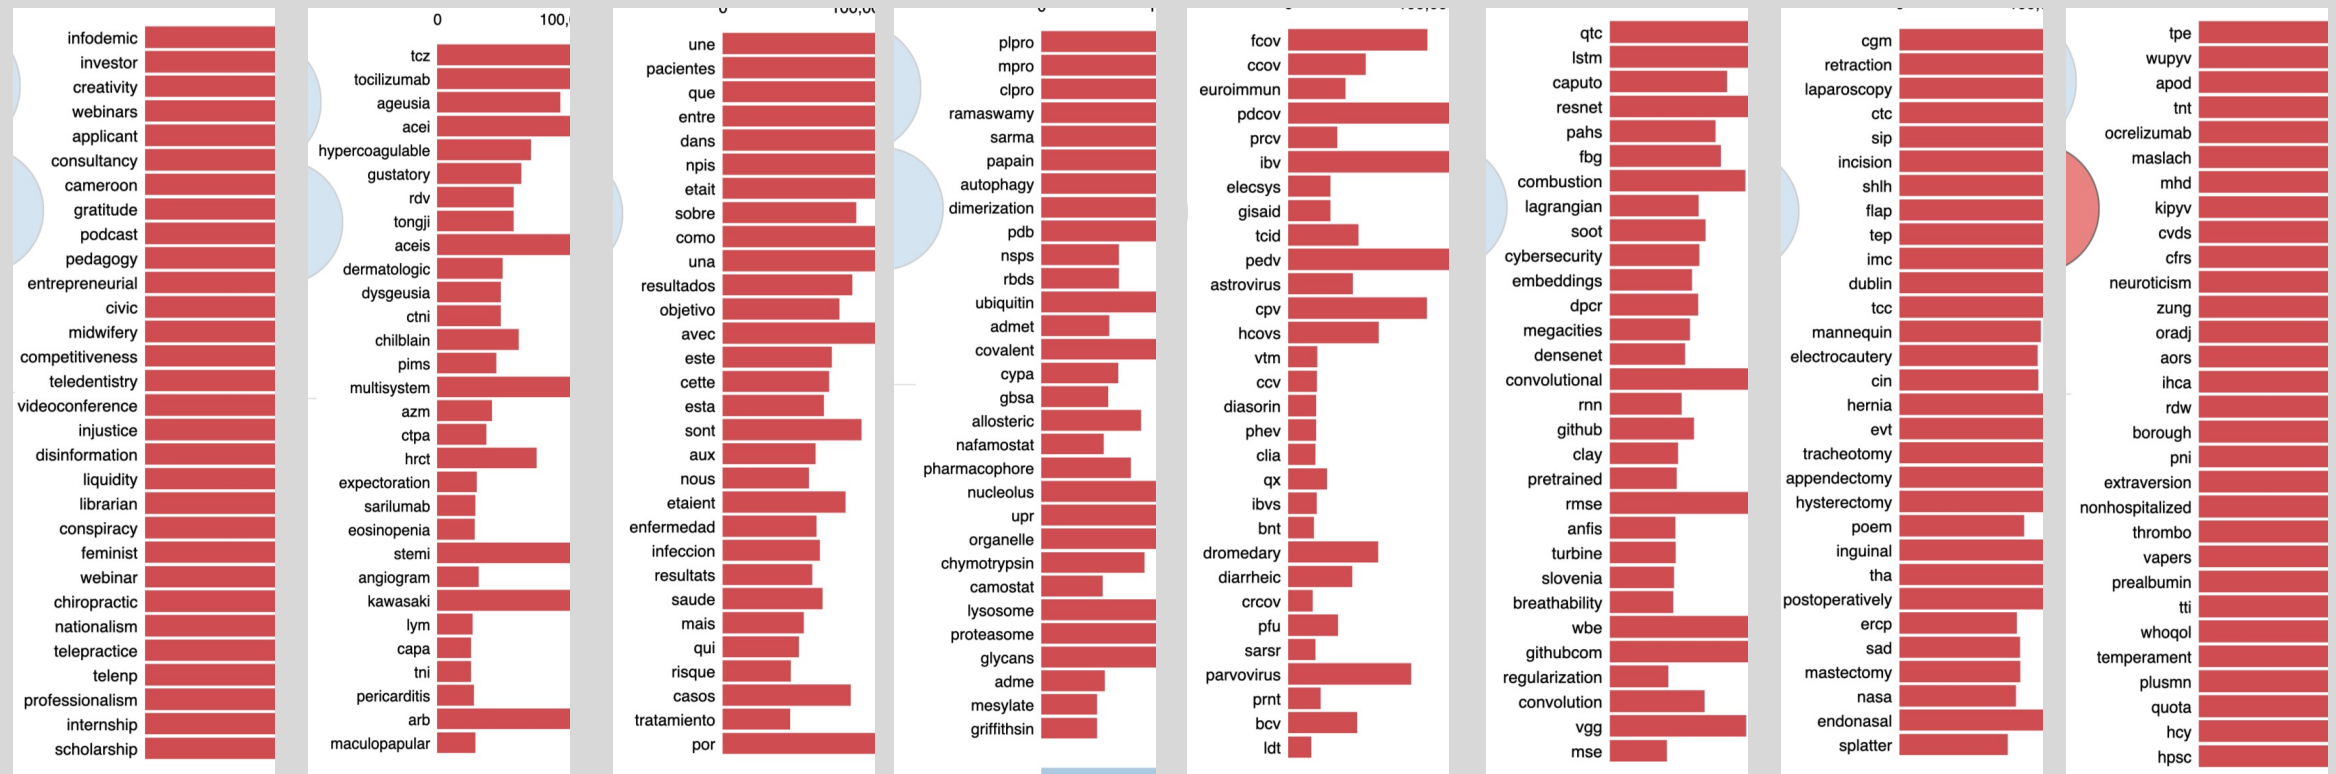 infodemic
investor
creativity
webinars
applicant
consultancy
cameroon
gratitude
podcast
pedagogy
entrepreneurial
civic
midwifery
competitiveness
teledentistry
videoconference
injustice
disinformation
liquidity
librarian
conspiracy
feminist
webinar
chiropractic
nationalism
telepractice
telenp
professionalism
internship
scholarship
0 100,
tcz
tocilizumab
ageusia
acei
hypercoagulable
gustatory
rdv
tongji
aceis
dermatologic
dysgeusia
ctni
chilblain
pims
multisystem
azm
ctpa
hrct
expectoration
sarilumab
eosinopenia
stemi
angiogram
kawasaki
lym
capa
tni
pericarditis
arb
maculopapular
une
pacientes
que
entre
dans
npis
etait
sobre
como
una
resultados
objetivo
avec
este
cette
esta
sont
aux
nous
etaient
enfermedad
infeccion
resultats
saude
mais
qui
risque
casos
tratamiento
por
plpro
mpro
clpro
ramaswamy
sarma
papain
autophagy
dimerization
pdb
nsps
rbds
ubiquitin
admet
covalent
cypa
gbsa
allosteric
nafamostat
pharmacophore
nucleolus
upr
organelle
chymotrypsin
camostat
lysosome
proteasome
glycans
adme
mesylate
griffithsin
fcov
ccov
euroimmun
pdcov
prcv
ibv
elecsys
gisaid
tcid
pedv
astrovirus
cpv
hcovs
vtm
ccv
diasorin
phev
clia
qx
ibvs
bnt
dromedary
diarrheic
crcov
pfu
sarsr
parvovirus
prnt
bcv
ldt
qtc
lstm
caputo
resnet
pahs
fbg
combustion
lagrangian
soot
cybersecurity
embeddings
dpcr
megacities
densenet
convolutional
rnn
github
clay
pretrained
rmse
anfis
turbine
slovenia
breathability
wbe
githubcom
regularization
convolution
vgg
mse
cgm
retraction
laparoscopy
ctc
sip
incision
shlh
flap
tep
imc
dublin
tcc
mannequin
electrocautery
cin
hernia
evt
tracheotomy
appendectomy
hysterectomy
poem
inguinal
tha
postoperatively
ercp
sad
mastectomy
nasa
endonasal
splatter
tpe
wupyv
apod
tnt
ocrelizumab
maslach
mhd
kipyv
cvds
cfrs
neuroticism
zung
oradj
aors
ihca
rdw
borough
pni
extraversion
nonhospitalized
thrombo
vapers
prealbumin
tti
whoqol
temperament
plusmn
quota
hcy
hpsc